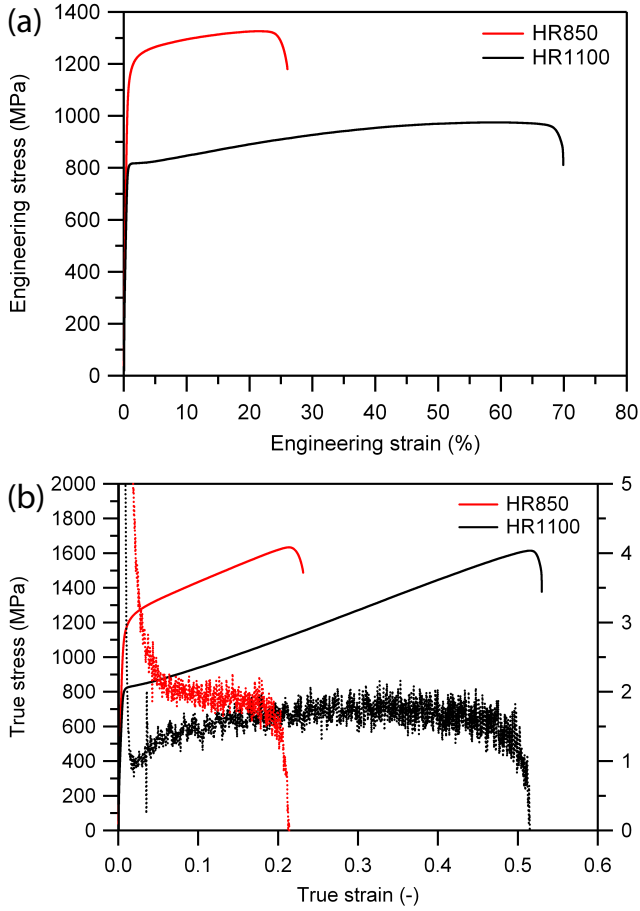 (a)
1400
1200
1000
800
600
400
200
0
Engineering stress (MPa)
HR850
HR1100
0 10 20 30 40 50 60 70 80
Engineering strain (%)
(b)
2000
1800
1600
1400
1200
1000
800
600
400
200
0
True stress (MPa)
HR850
HR1100
5
4
3
2
1
0
0.0 0.1 0.2 0.3 0.4 0.5 0.6
True strain (-)